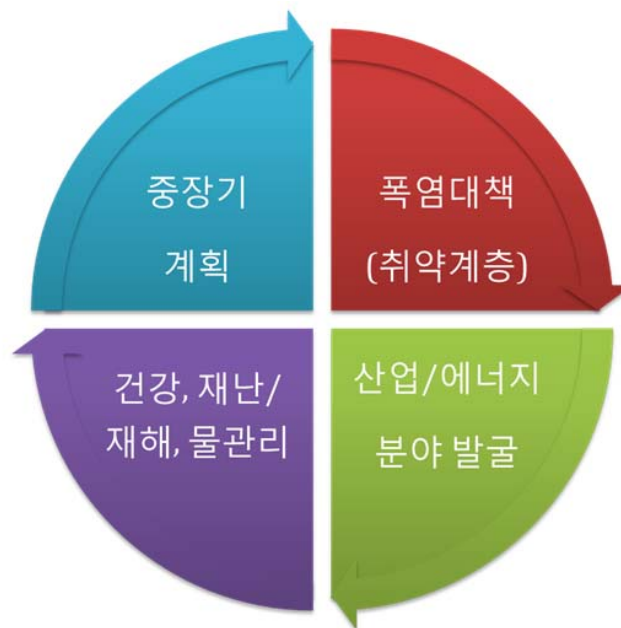 중장기
계획
폭염대책
(취약계층)
건강, 재난/
재해, 물관리
산업/에너지
분야 발굴